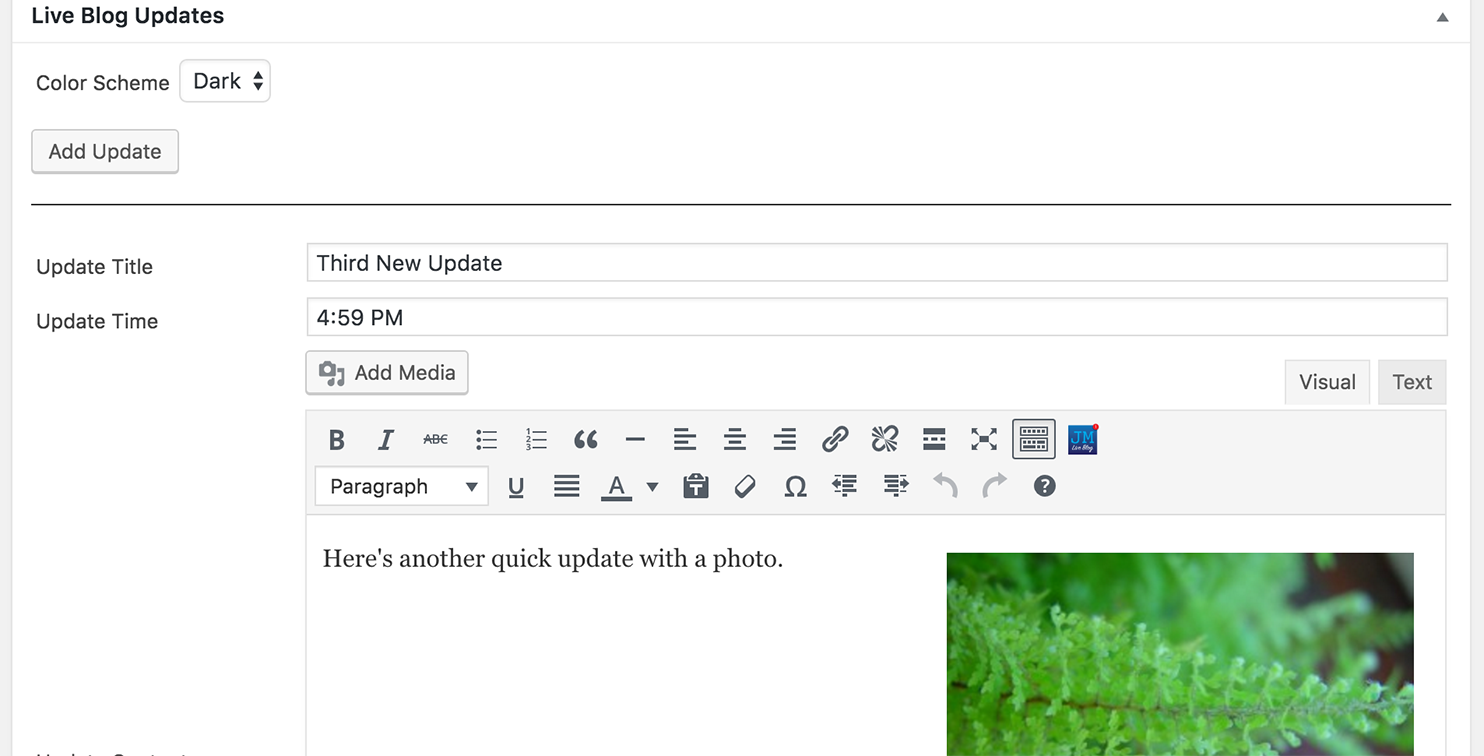 Live Blog Updates
Color Scheme Dark
Add Update
Update Title Third New Update
Update Time 4:59 PM
Add Media
Visual Text
B I ABC
JM
Live Blog
Paragraph U A T Ω ?
Here's another quick update with a photo.